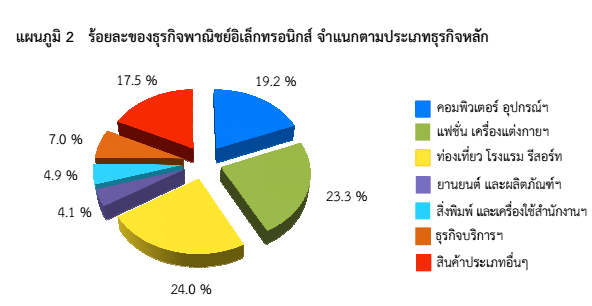 แผนภูมิ 2 ร้อยละของธุรกิจพาณิชย์อิเล็กทรอนิกส์ จำแนกตามประเภทธุรกิจหลัก
17.5 %
19.2 %
7.0 %
4.9 %
4.1 %
23.3 %
24.0 %
คอมพิวเตอร์ อุปกรณ์ฯ
แฟชั่น เครื่องแต่งกายฯ
ท่องเที่ยว โรงแรม รีสอร์ท
ยานยนต์ และผลิตภัณฑ์ฯ
สิ่งพิมพ์ และเครื่องใช้สำนักงานฯ
ธุรกิจบริการฯ
สินค้าประเภทอื่นๆ